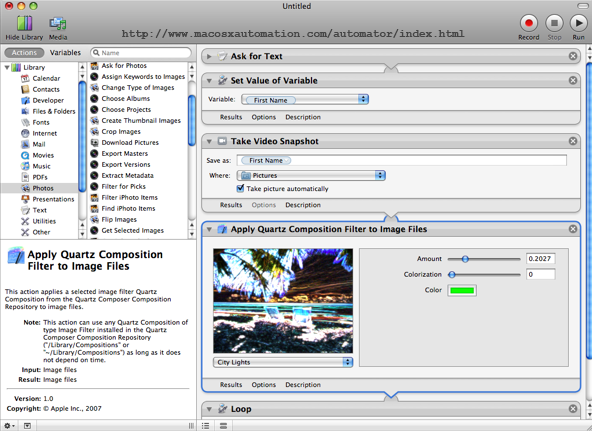 Untitled
Hide Library
Media
http://www.macosxautomation.com/automator/index.html
Record
Stop
Run
Actions
Variables
Name
Library
Calendar
Contacts
Developer
Files & Folders
Fonts
Internet
Mail
Movies
Music
PDFs
Photos
Presentations
Text
Utilities
Other
Ask for Photos
Assign Keywords to Images
Change Type of Images
Choose Albums
Choose Projects
Create Thumbnail Images
Crop Images
Download Pictures
Export Masters
Export Versions
Extract Metadata
Filter for Picks
Filter iPhoto Items
Find iPhoto Items
Flip Images
Get Selected Images
Apply Quartz Composition
Filter to Image Files
This action applies a selected image filter Quartz
Composition from the Quartz Composer Composition
Repository to image files.
Note: This action can use any Quartz Composition of
type Image Filter installed in the Quartz
Composer Composition Repository
("/Library/Compositions" or
"~/Library/Compositions") as long as it does
not depend on time.
Input: Image files
Result: Image files
Version: 1.0
Copyright: © Apple Inc., 2007
Ask for Text
Set Value of Variable
Variable: First Name
Results Options Description
Take Video Snapshot
Save as: First Name
Where: Pictures
Take picture automatically
Results Options Description
Apply Quartz Composition Filter to Image Files
Amount 0.2027
Colorization 0
Color
City Lights
Results Options Description
Loop